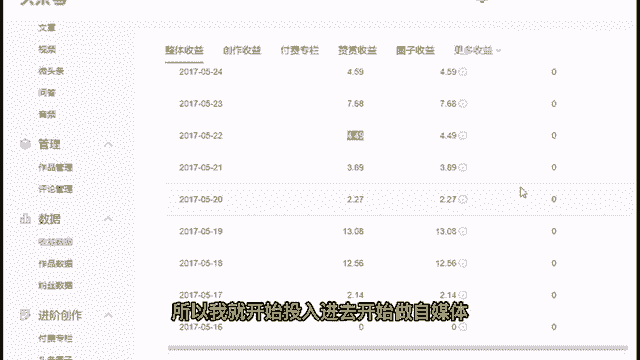 头条号
文章
视频
微头条
问答
音频
管理
作品管理
评论管理
数据
收益数据
作品数据
粉丝数据
进阶创作
付费专栏
整体收益 创作收益 付费专栏 赞赏收益 圈子收益 更多收益
2017-05-24 4.59 4.59 0
2017-05-23 7.58 7.58 0
2017-05-22 4.49 4.49 0
2017-05-21 3.89 3.89 0
2017-05-20 2.27 2.27 0
2017-05-19 13.08 13.08 0
2017-05-18 12.56 12.56 0
2017-05-17 2.14 2.14 0
2017-05-16 0 0 0
所以我就开始投入进去开始做自媒体